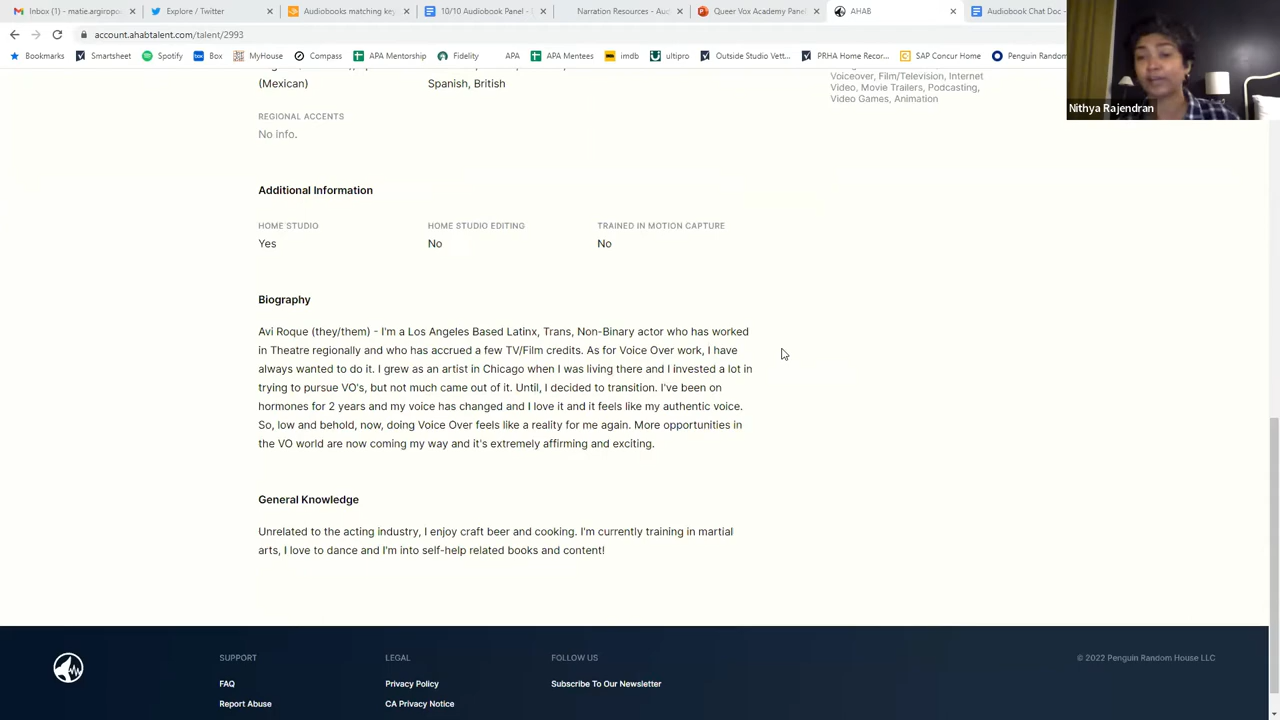 Inbox (1) - matie.argiropo
Explore / Twitter
Audiobooks matching key
10/10 Audiobook Panel -
Narration Resources - Au
Queer Vox Academy Pane
AHAB
Audiobook Chat Doc -
account.ahabtalent.com/talent/2993
Bookmarks
Smartsheet
Spotify
Box
MyHouse
Compass
APA Mentorship
Fidelity
APA
APA Mentees
imdb
ultipro
Outside Studio Vett...
PRHA Home Recor...
SAP Concur Home
Penguin Random
Nithya Rajendran
(Mexican)
Spanish, British
Voiceover, Film/Television, Internet
Video, Movie Trailers, Podcasting,
Video Games, Animation
REGIONAL ACCENTS
No info.
Additional Information
HOME STUDIO
HOME STUDIO EDITING
TRAINED IN MOTION CAPTURE
Yes
No
No
Biography
Avi Roque (they/them) - I'm a Los Angeles Based Latinx, Trans, Non-Binary actor who has worked
in Theatre regionally and who has accrued a few TV/Film credits. As for Voice Over work, I have
always wanted to do it. I grew as an artist in Chicago when I was living there and I invested a lot in
trying to pursue VO's, but not much came out of it. Until, I decided to transition. I've been on
hormones for 2 years and my voice has changed and I love it and it feels like my authentic voice.
So, low and behold, now, doing Voice Over feels like a reality for me again. More opportunities in
the VO world are now coming my way and it's extremely affirming and exciting.
General Knowledge
Unrelated to the acting industry, I enjoy craft beer and cooking. I'm currently training in martial
arts, I love to dance and I'm into self-help related books and content!
SUPPORT
LEGAL
FOLLOW US
© 2022 Penguin Random House LLC
FAQ
Privacy Policy
Subscribe To Our Newsletter
Report Abuse
CA Privacy Notice